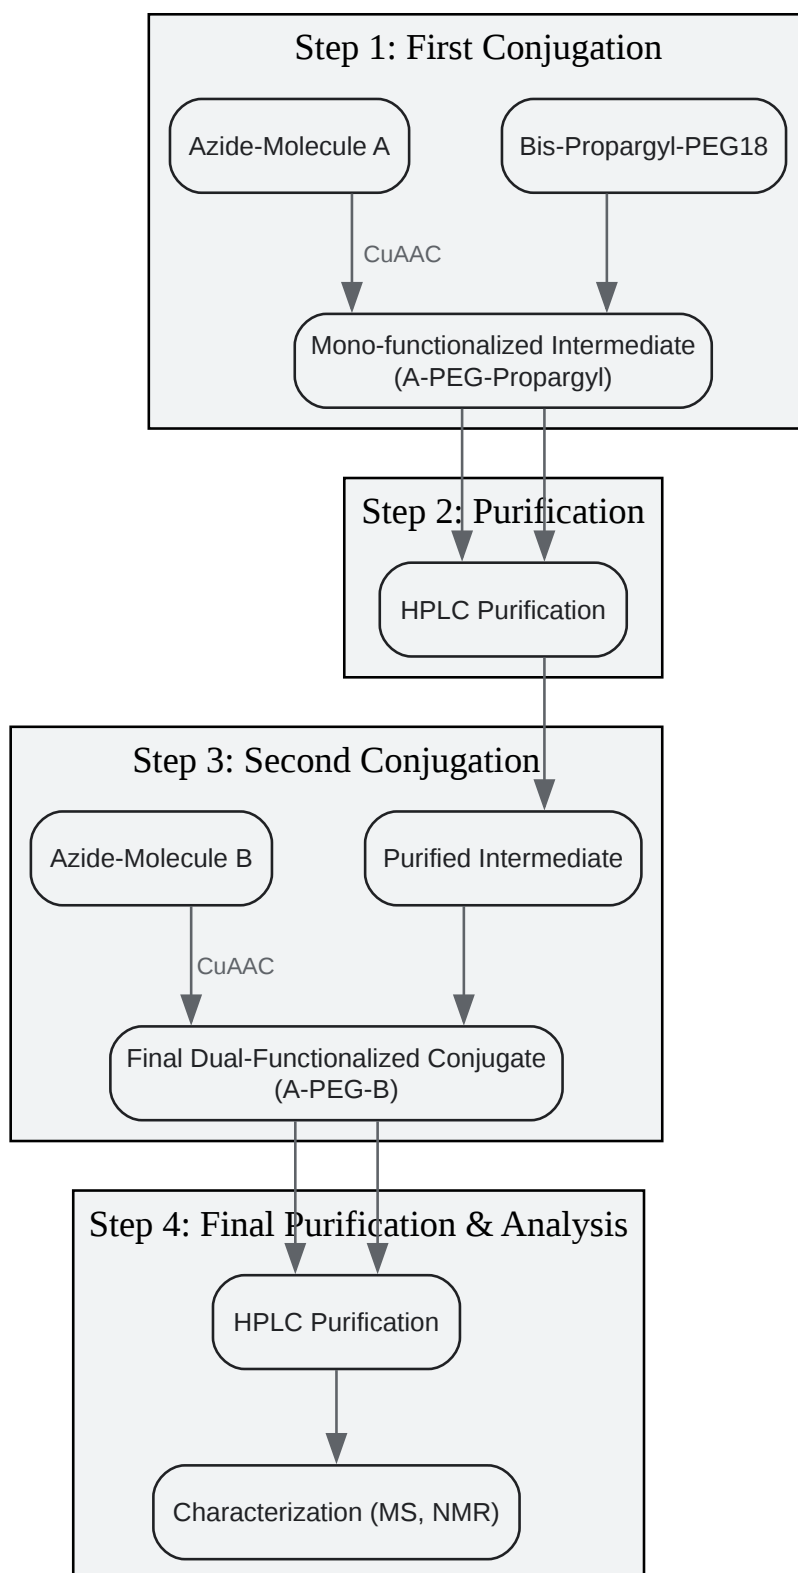 Step 1: First Conjugation
Azide-Molecule A
Bis-Propargyl-PEG18
CuAAC
Mono-functionalized Intermediate
(A-PEG-Propargyl)
Step 2: Purification
HPLC Purification
Step 3: Second Conjugation
Azide-Molecule B
Purified Intermediate
CuAAC
Final Dual-Functionalized Conjugate
(A-PEG-B)
Step 4: Final Purification & Analysis
HPLC Purification
Characterization (MS, NMR)